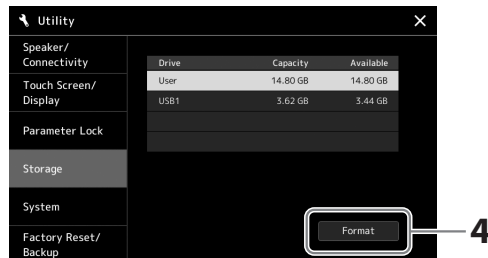 Utility
Speaker/
Connectivity
Touch Screen/
Display
Parameter Lock
Storage
System
Factory Reset/
Backup
Drive Capacity Available
User 14.80 GB 14.80 GB
USB1 3.62 GB 3.44 GB
Format
4